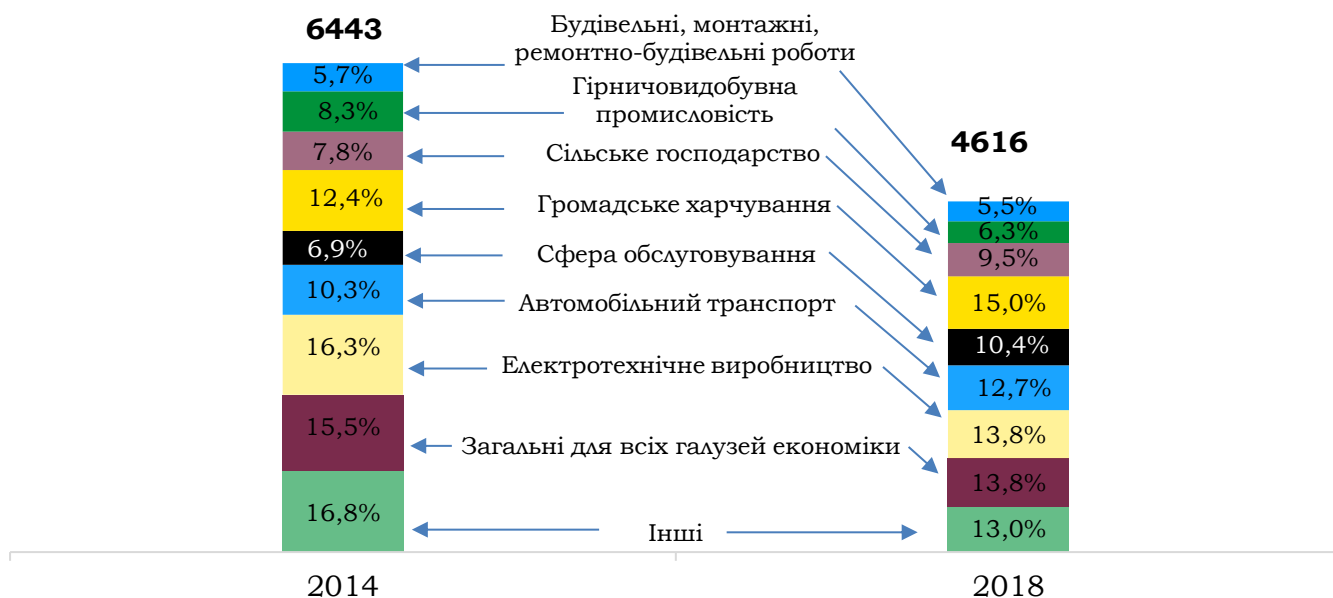 6443
5,7%
8,3%
7,8%
12,4%
6,9%
10,3%
16,3%
15,5%
16,8%
2014
Будівельні, монтажні,
ремонтно-будівельні роботи
Гірничовидобувна
промисловість
Сільське господарство
Громадське харчування
Сфера обслуговування
Автомобільний транспорт
Електротехнічне виробництво
Загальні для всіх галузей економіки
Інші
4616
5,5%
6,3%
9,5%
15,0%
10,4%
12,7%
13,8%
13,8%
13,0%
2018